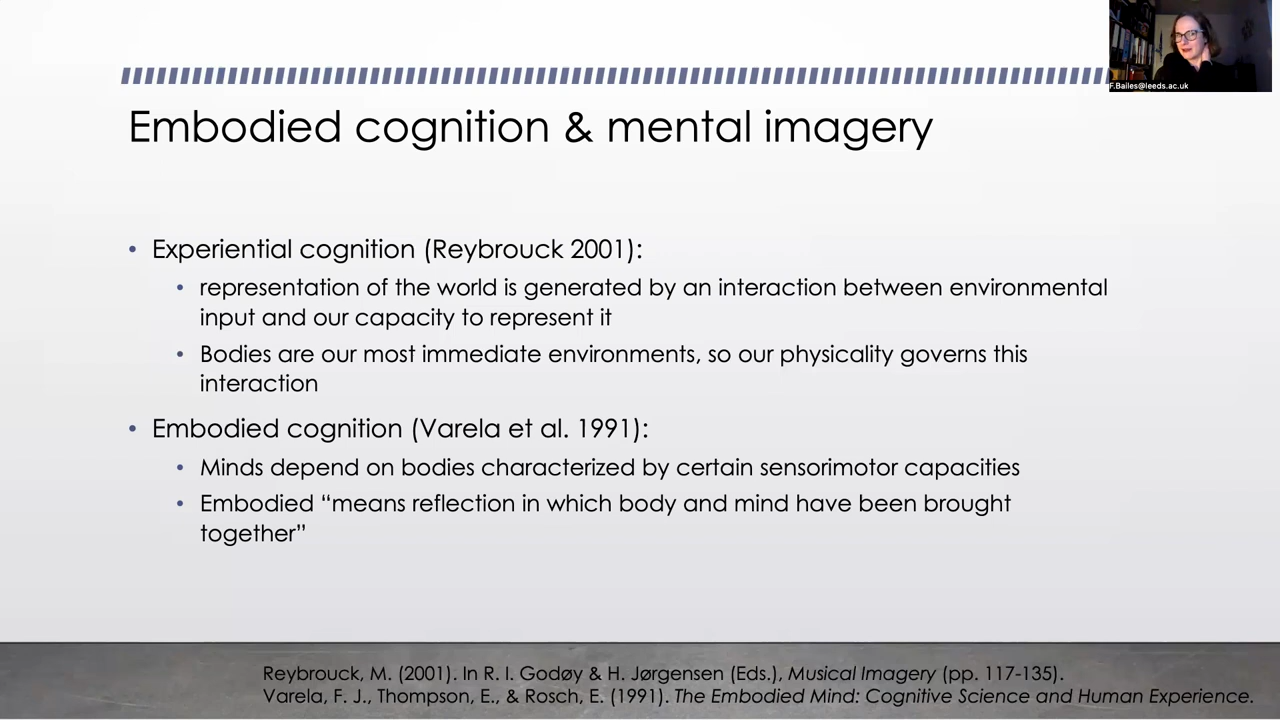 F.Bailes@leeds.ac.uk
Embodied cognition & mental imagery
• Experiential cognition (Reybrouck 2001):
• representation of the world is generated by an interaction between environmental
input and our capacity to represent it
• Bodies are our most immediate environments, so our physicality governs this
interaction
• Embodied cognition (Varela et al. 1991):
• Minds depend on bodies characterized by certain sensorimotor capacities
• Embodied “means reflection in which body and mind have been brought
together”
Reybrouck, M. (2001). In R. I. Godøy & H. Jørgensen (Eds.), Musical Imagery (pp. 117-135).
Varela, F. J., Thompson, E., & Rosch, E. (1991). The Embodied Mind: Cognitive Science and Human Experience.